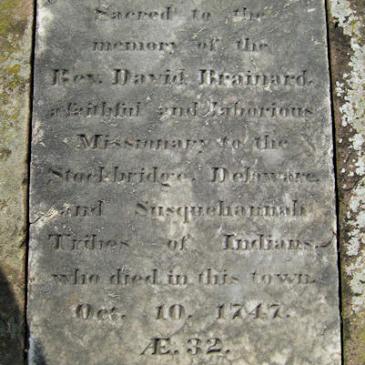 Sacred to the
memory of the
Rev. David Brainard.
a faithful and laborious
Missionary to the
Stockbridge, Delaware,
and Susquehannah
Tribes of Indians.
who died in this town.
Oct. 10. 1747.
Æ. 32.